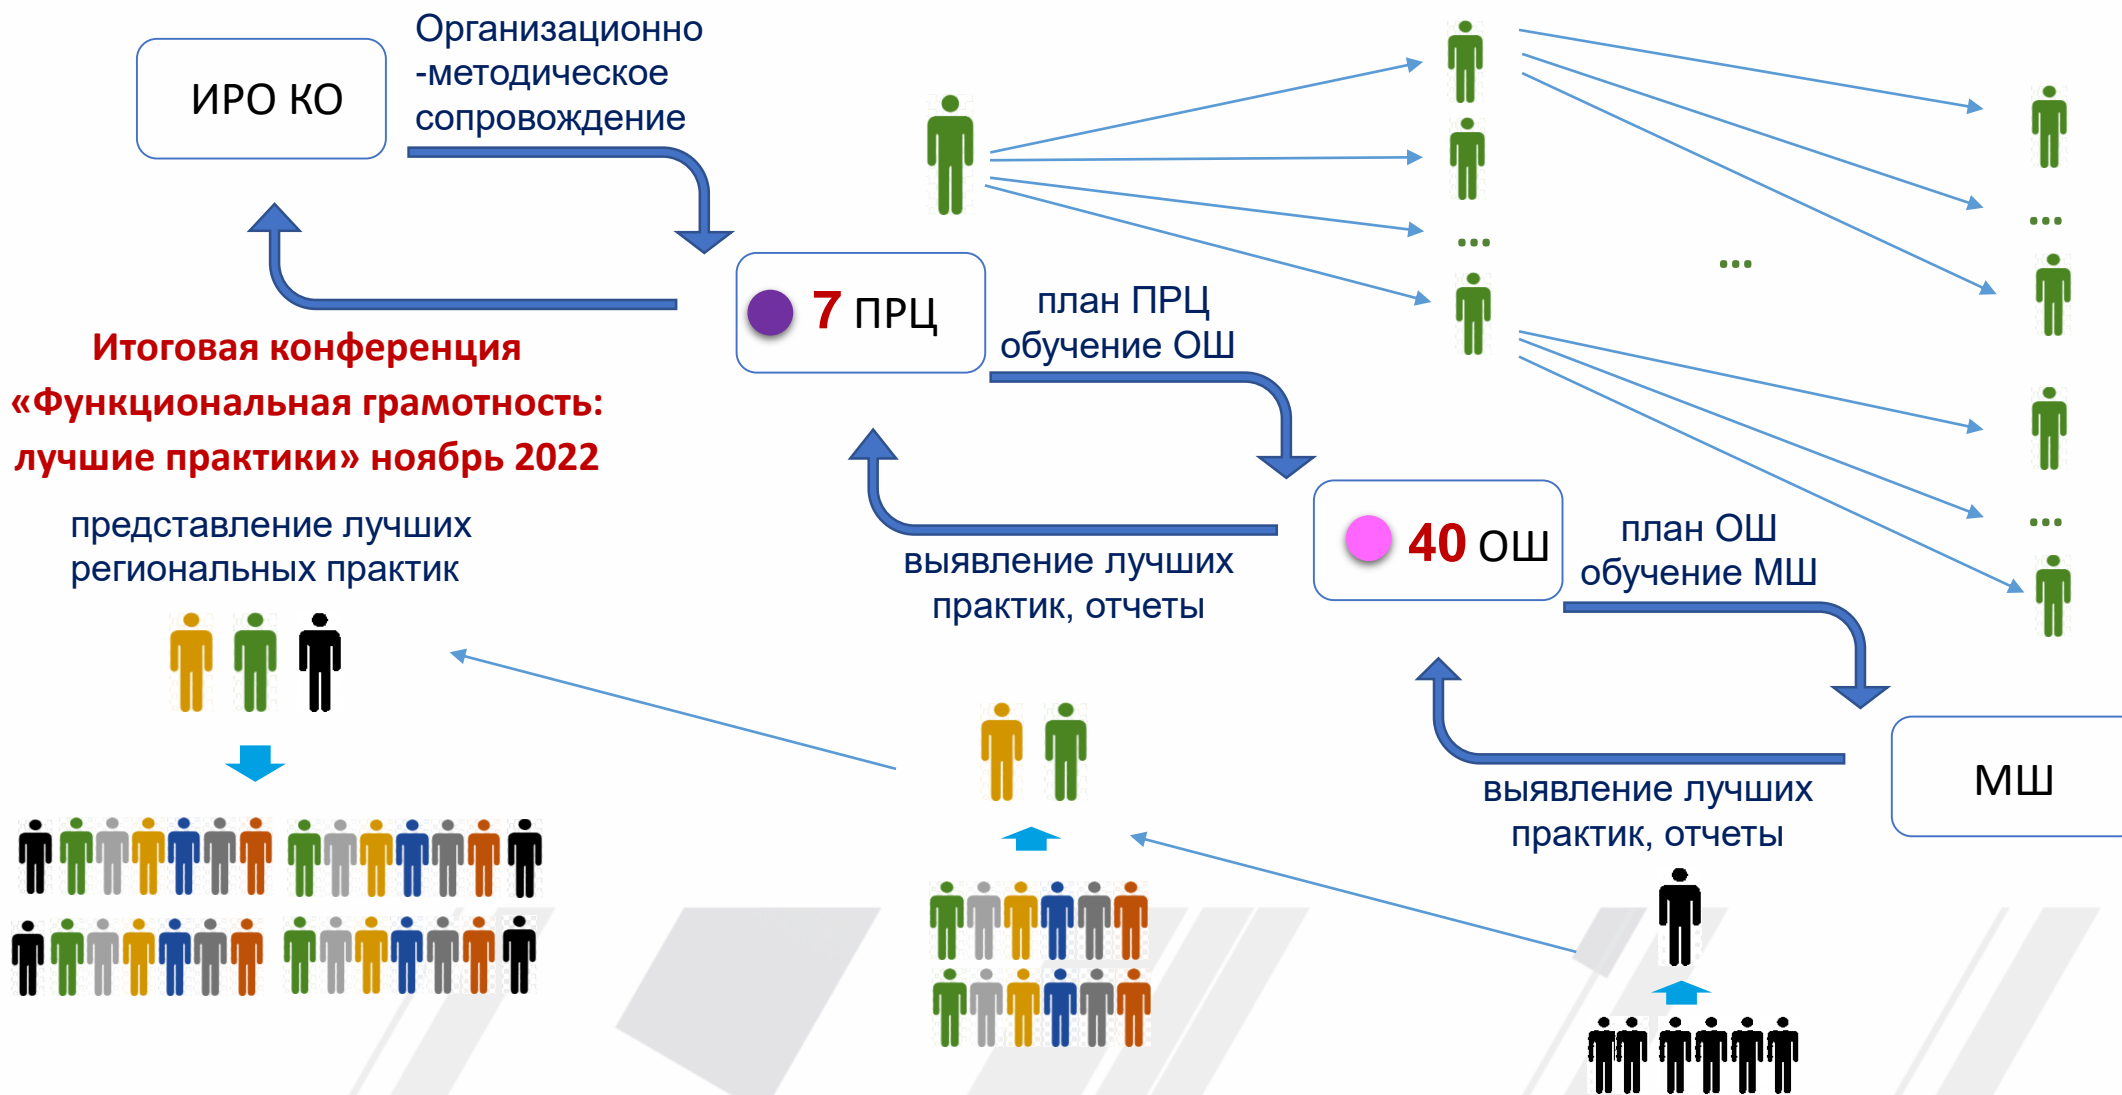 ИРО КО
Организационно
-методическое
сопровождение
7 ПРЦ
план ПРЦ
обучение ОШ
...
...
...
...
Итоговая конференция
«Функциональная грамотность:
лучшие практики» ноябрь 2022
представление лучших
региональных практик
выявление лучших
практик, отчеты
40 ОШ
план ОШ
обучение МШ
МШ
выявление лучших
практик, отчеты